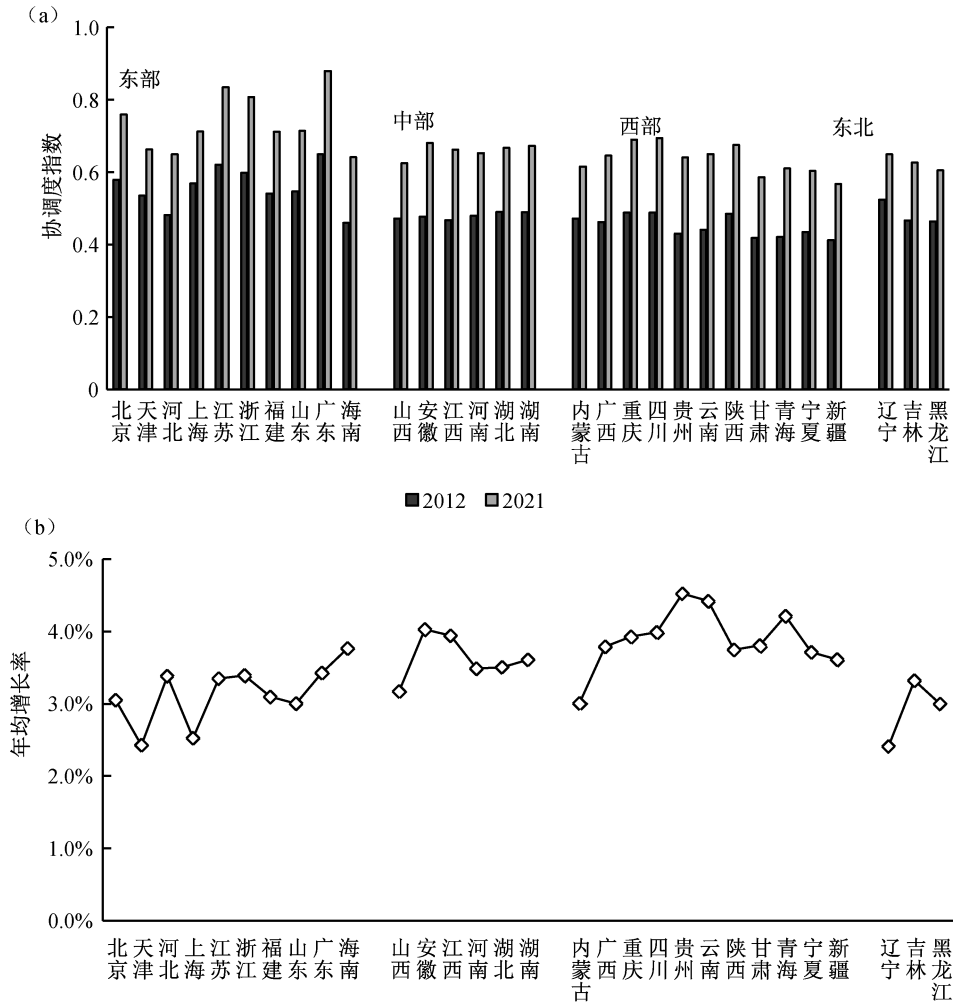 （a）
1.0
0.8
0.6
0.4
0.2
0
协调度指数
东部
中部
西部
东北
北京
天津
河北
上海
江苏
浙江
福建
山东
广东
海南
山西
安徽
江西
河南
湖北
湖南
内蒙古
广西
重庆
四川
贵州
云南
陕西
甘肃
青海
宁夏
新疆
辽宁
吉林
黑龙江
2012 2021
（b）
5.0%
4.0%
3.0%
2.0%
1.0%
0.0%
年均增长率
北京
天津
河北
上海
江苏
浙江
福建
山东
广东
海南
山西
安徽
江西
河南
湖北
湖南
内蒙古
广西
重庆
四川
贵州
云南
陕西
甘肃
青海
宁夏
新疆
辽宁
吉林
黑龙江